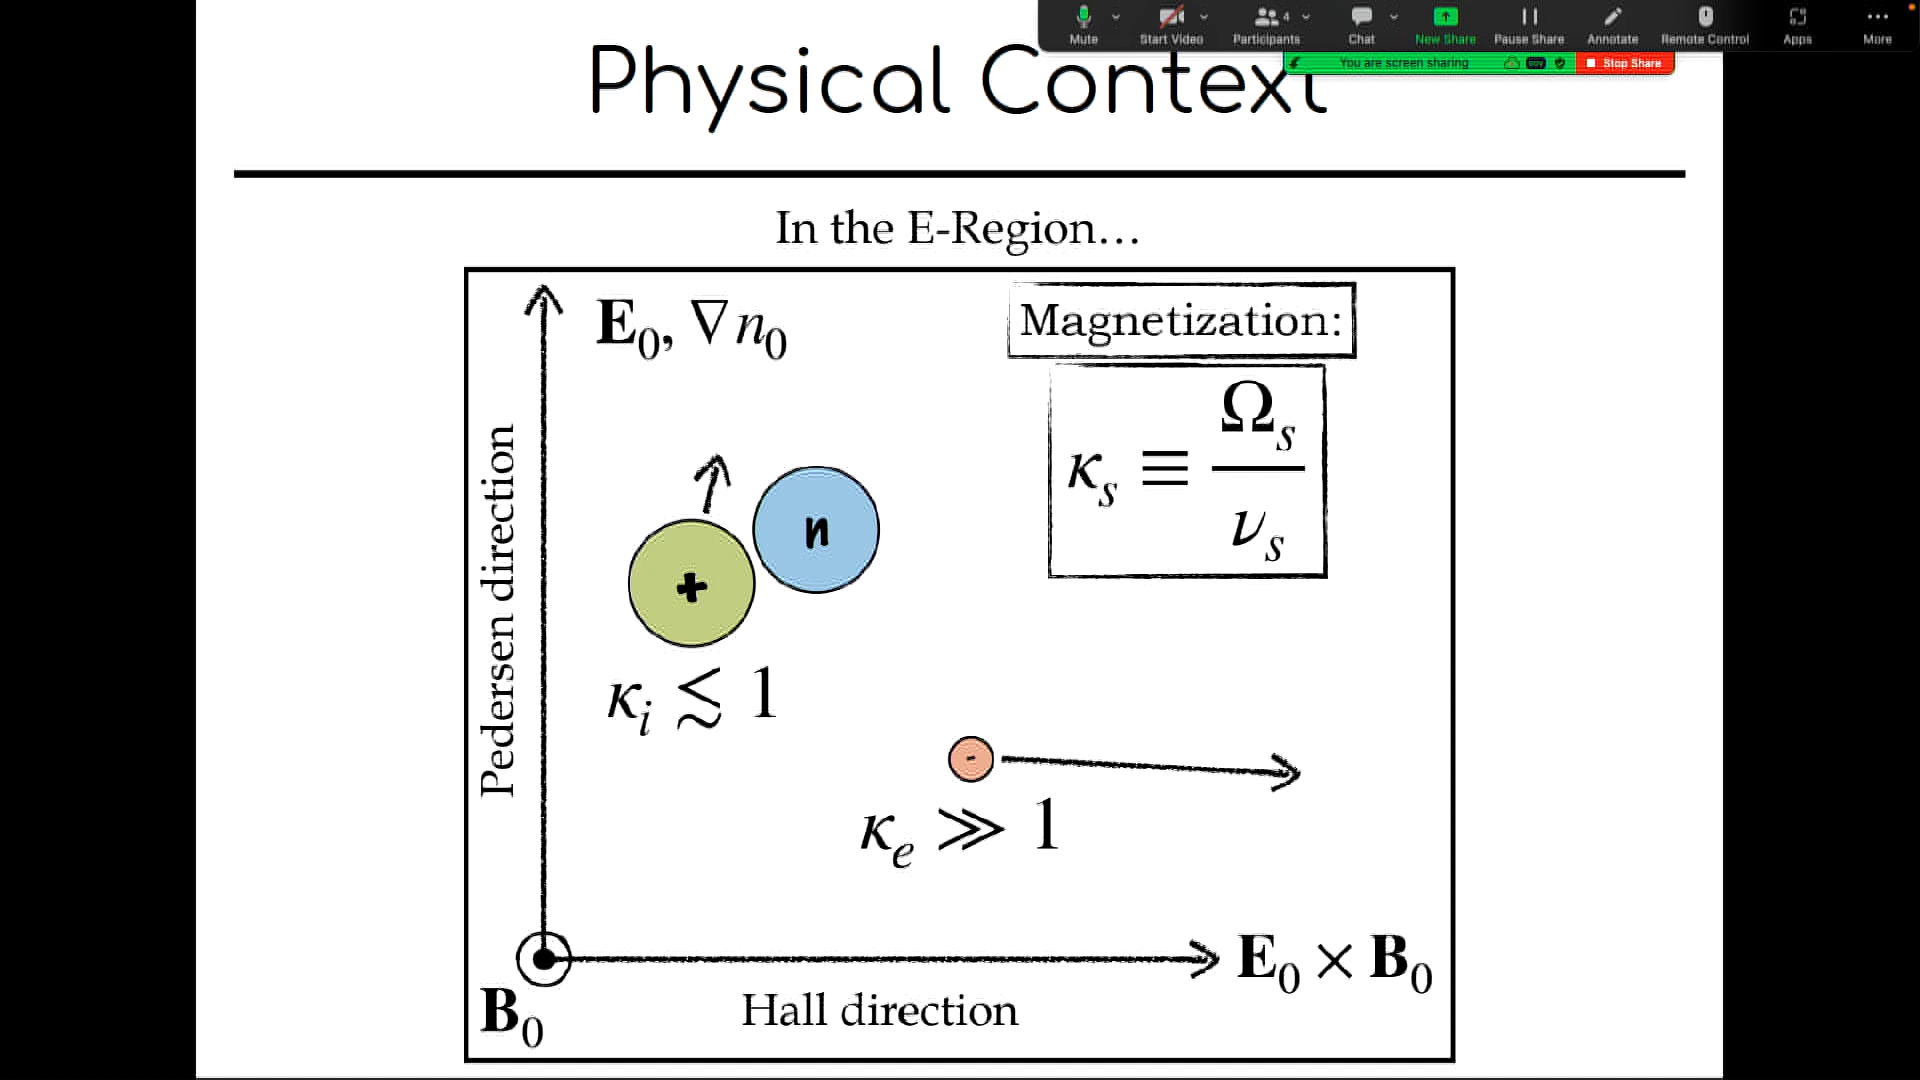 Mute
Start Video
4
Participants
Chat
New Share
Pause Share
Annotate
Remote Control
Apps
More
You are screen sharing
Stop Share
Physical Context
In the E-Region…
E₀, ∇n₀
Magnetization:
κₛ ≡ Ωₛ / νₛ
Pedersen direction
n
+
κᵢ ≲ 1
-
κₑ ≫ 1
E₀ × B₀
B₀
Hall direction